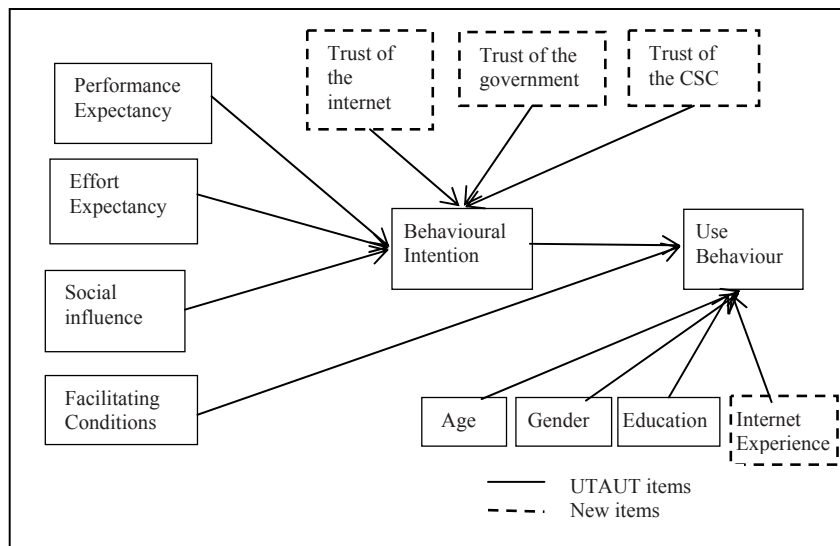 Performance
Expectancy
Trust of
the
internet
Trust of the
government
Trust of
the CSC
Effort
Expectancy
Behavioural
Intention
Use
Behaviour
Social
influence
Facilitating
Conditions
Age
Gender
Education
Internet
Experience
UTAUT items
New items